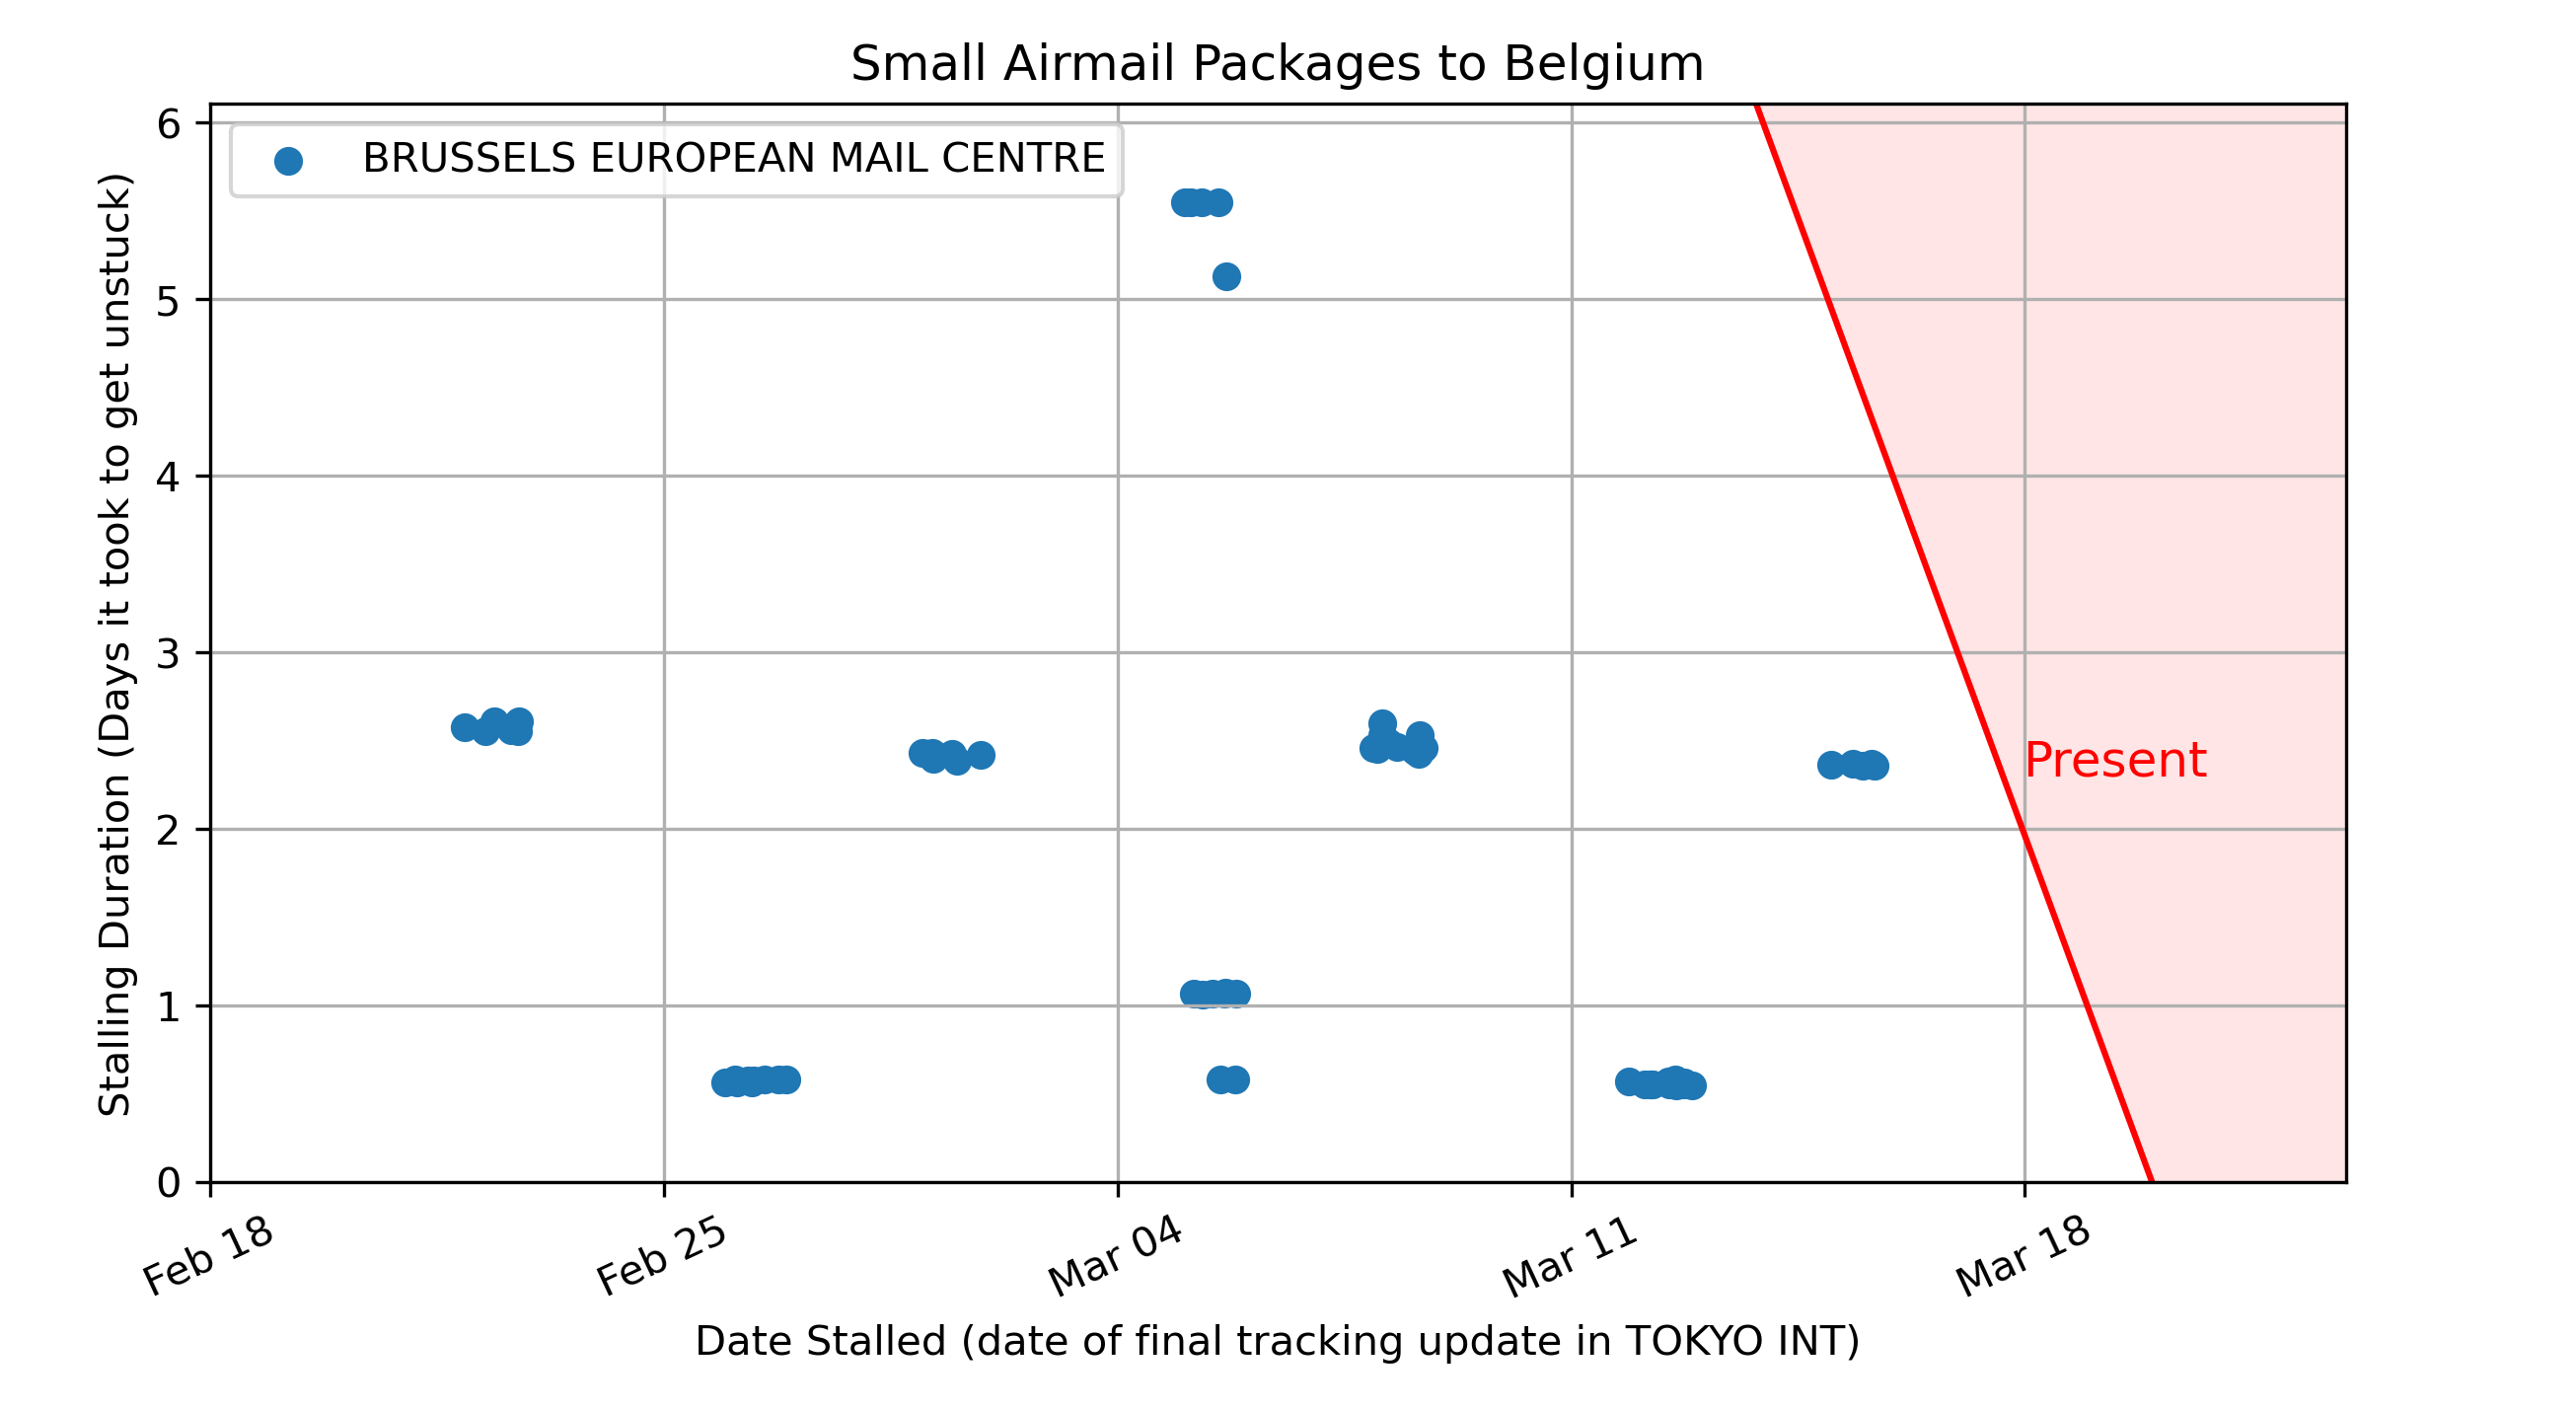 Small Airmail Packages to Belgium
BRUSSELS EUROPEAN MAIL CENTRE
Stalling Duration (Days it took to get unstuck)
6
5
4
3
2
1
0
Present
Feb 18
Feb 25
Mar 04
Mar 11
Mar 18
Date Stalled (date of final tracking update in TOKYO INT)